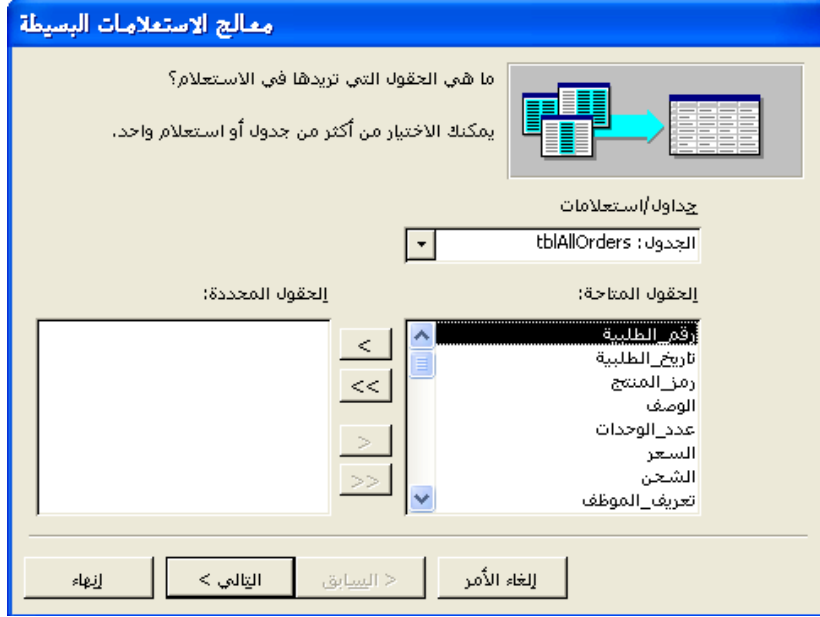 معالج الاستعلامات البسيطة
ما هي الحقول التي تريدها في الاستعلام؟
يمكنك الاختيار من أكثر من جدول أو استعلام واحد.
جداول/استعلامات
الجدول: tblAllOrders
الحقول المتاحة:
الحقول المحددة:
رقم_الطلبية
تاريخ_الطلبية
رمز_المنتج
الوصف
عدد_الوحدات
السعر
الشحن
تعريف_الموظف
>
>>
<
<<
إلغاء الأمر
< السابق
التالي >
إنهاء